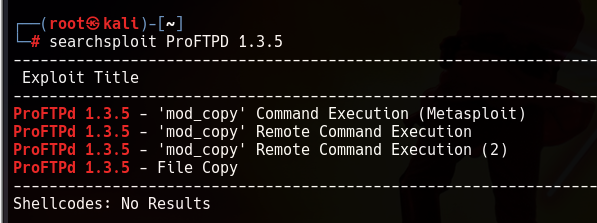 ┌──(root㉿kali)-[~]
└─# searchsploit ProFTPD 1.3.5
------------------------------------------------------------------
Exploit Title
------------------------------------------------------------------
ProFTPd 1.3.5 - 'mod_copy' Command Execution (Metasploit)
ProFTPd 1.3.5 - 'mod_copy' Remote Command Execution
ProFTPd 1.3.5 - 'mod_copy' Remote Command Execution (2)
ProFTPd 1.3.5 - File Copy
------------------------------------------------------------------
Shellcodes: No Results